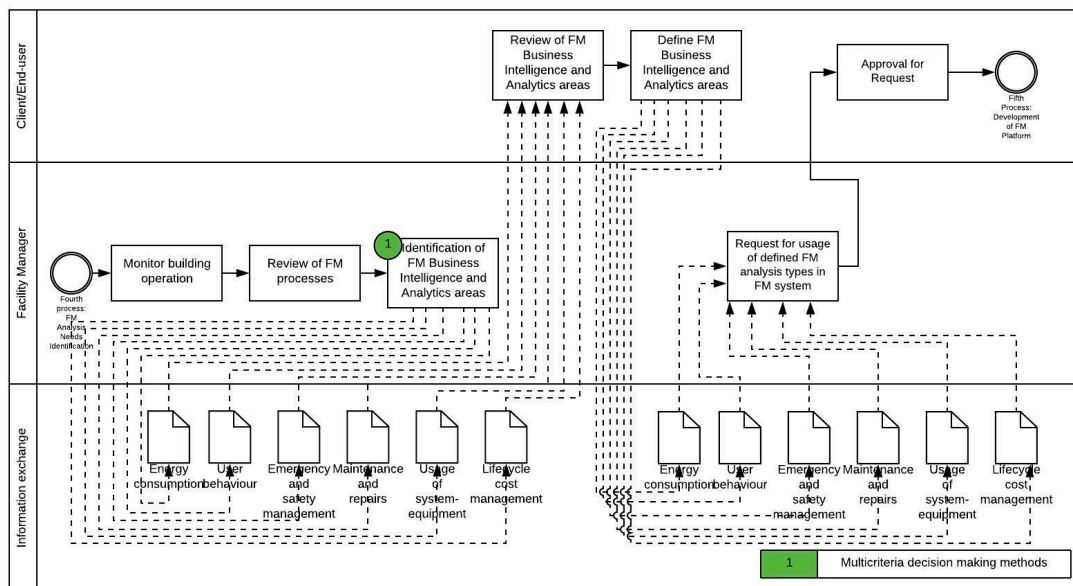 Client/End-user
Review of FM
Business
Intelligence and
Analytics areas
Define FM
Business
Intelligence and
Analytics areas
Approval for
Request
Fifth
Process:
Development
of FM
Platform
Facility Manager
Fourth
process:
FM
Analysis
Needs
Identification
Monitor building
operation
Review of FM
processes
1
Identification of
FM Business
Intelligence and
Analytics areas
Request for usage
of defined FM
analysis types in
FM system
Information exchange
Energy
consumption
User
behaviour
Emergency
and
safety
management
Maintenance
and
repairs
Usage
of
system-
equipment
Lifecycle
cost
management
Energy
consumption
User
behaviour
Emergency
and
safety
management
Maintenance
and
repairs
Usage
of
system-
equipment
Lifecycle
cost
management
1 Multicriteria decision making methods